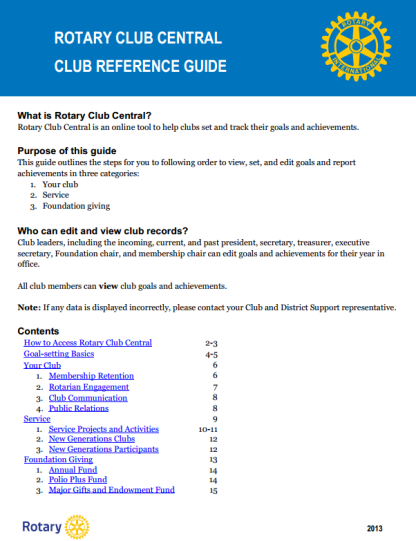 ROTARY CLUB CENTRAL
CLUB REFERENCE GUIDE
ROTARY
INTERNATIONAL
What is Rotary Club Central?
Rotary Club Central is an online tool to help clubs set and track their goals and achievements.
Purpose of this guide
This guide outlines the steps for you to following order to view, set, and edit goals and report
achievements in three categories:
1. Your club
2. Service
3. Foundation giving
Who can edit and view club records?
Club leaders, including the incoming, current, and past president, secretary, treasurer, executive
secretary, Foundation chair, and membership chair can edit goals and achievements for their year in
office.
All club members can view club goals and achievements.
Note: If any data is displayed incorrectly, please contact your Club and District Support representative.
Contents
How to Access Rotary Club Central 2-3
Goal-setting Basics 4-5
Your Club 6
1. Membership Retention 6
2. Rotarian Engagement 7
3. Club Communication 8
4. Public Relations 8
Service 9
1. Service Projects and Activities 10-11
2. New Generations Clubs 12
3. New Generations Participants 12
Foundation Giving 13
1. Annual Fund 14
2. Polio Plus Fund 14
3. Major Gifts and Endowment Fund 15
Rotary
2013